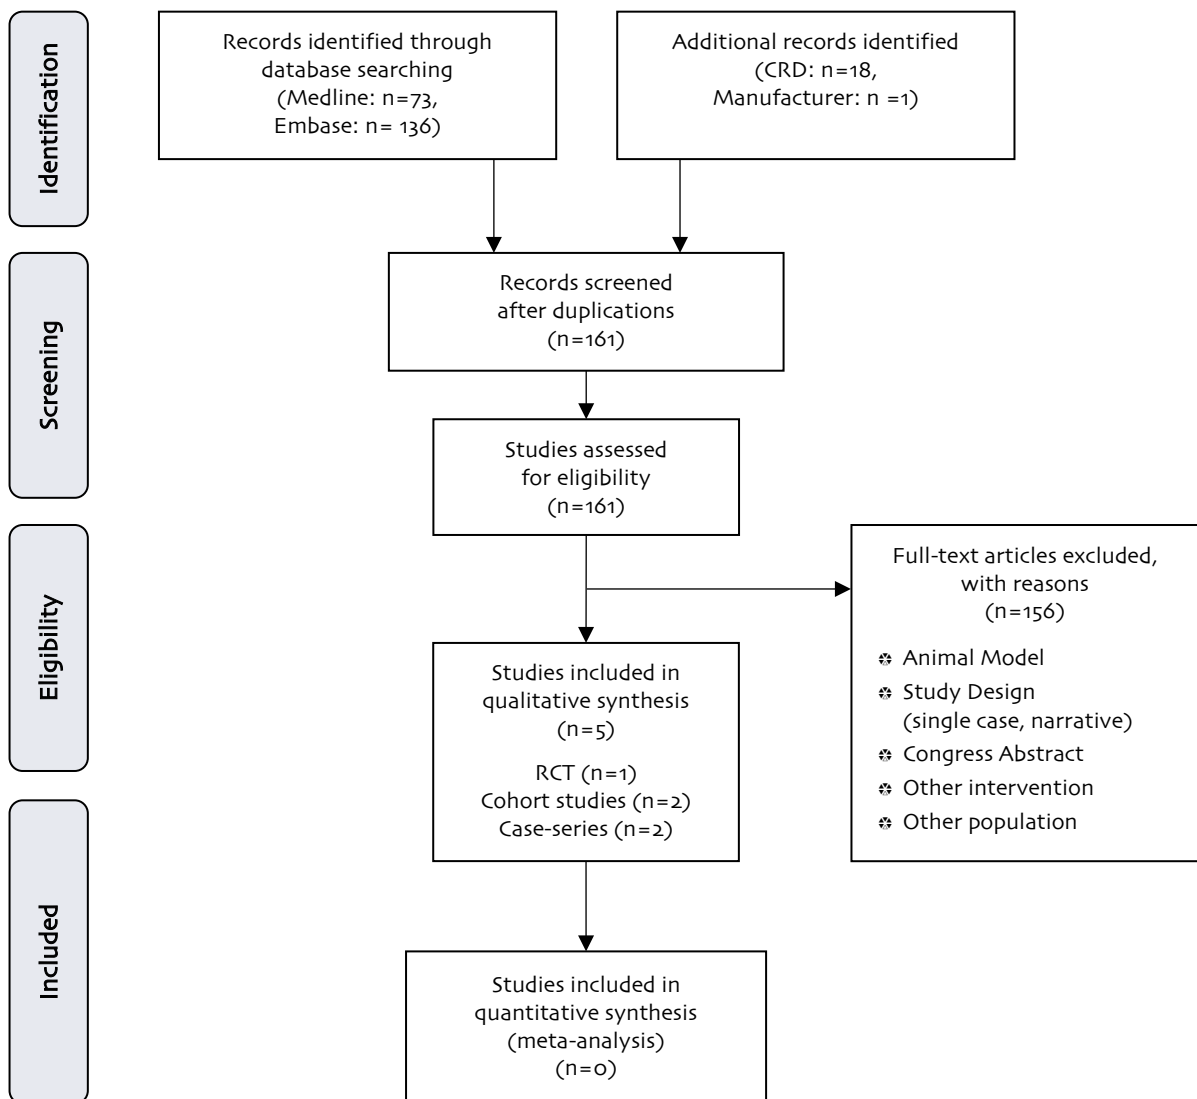 Identification
Records identified through
database searching
(Medline: n=73,
Embase: n= 136)
Additional records identified
(CRD: n=18,
Manufacturer: n =1)
Screening
Records screened
after duplications
(n=161)
Studies assessed
for eligibility
(n=161)
Eligibility
Full-text articles excluded,
with reasons
(n=156)
Animal Model
Study Design
(single case, narrative)
Congress Abstract
Other intervention
Other population
Studies included in
qualitative synthesis
(n=5)
RCT (n=1)
Cohort studies (n=2)
Case-series (n=2)
Included
Studies included in
quantitative synthesis
(meta-analysis)
(n=0)